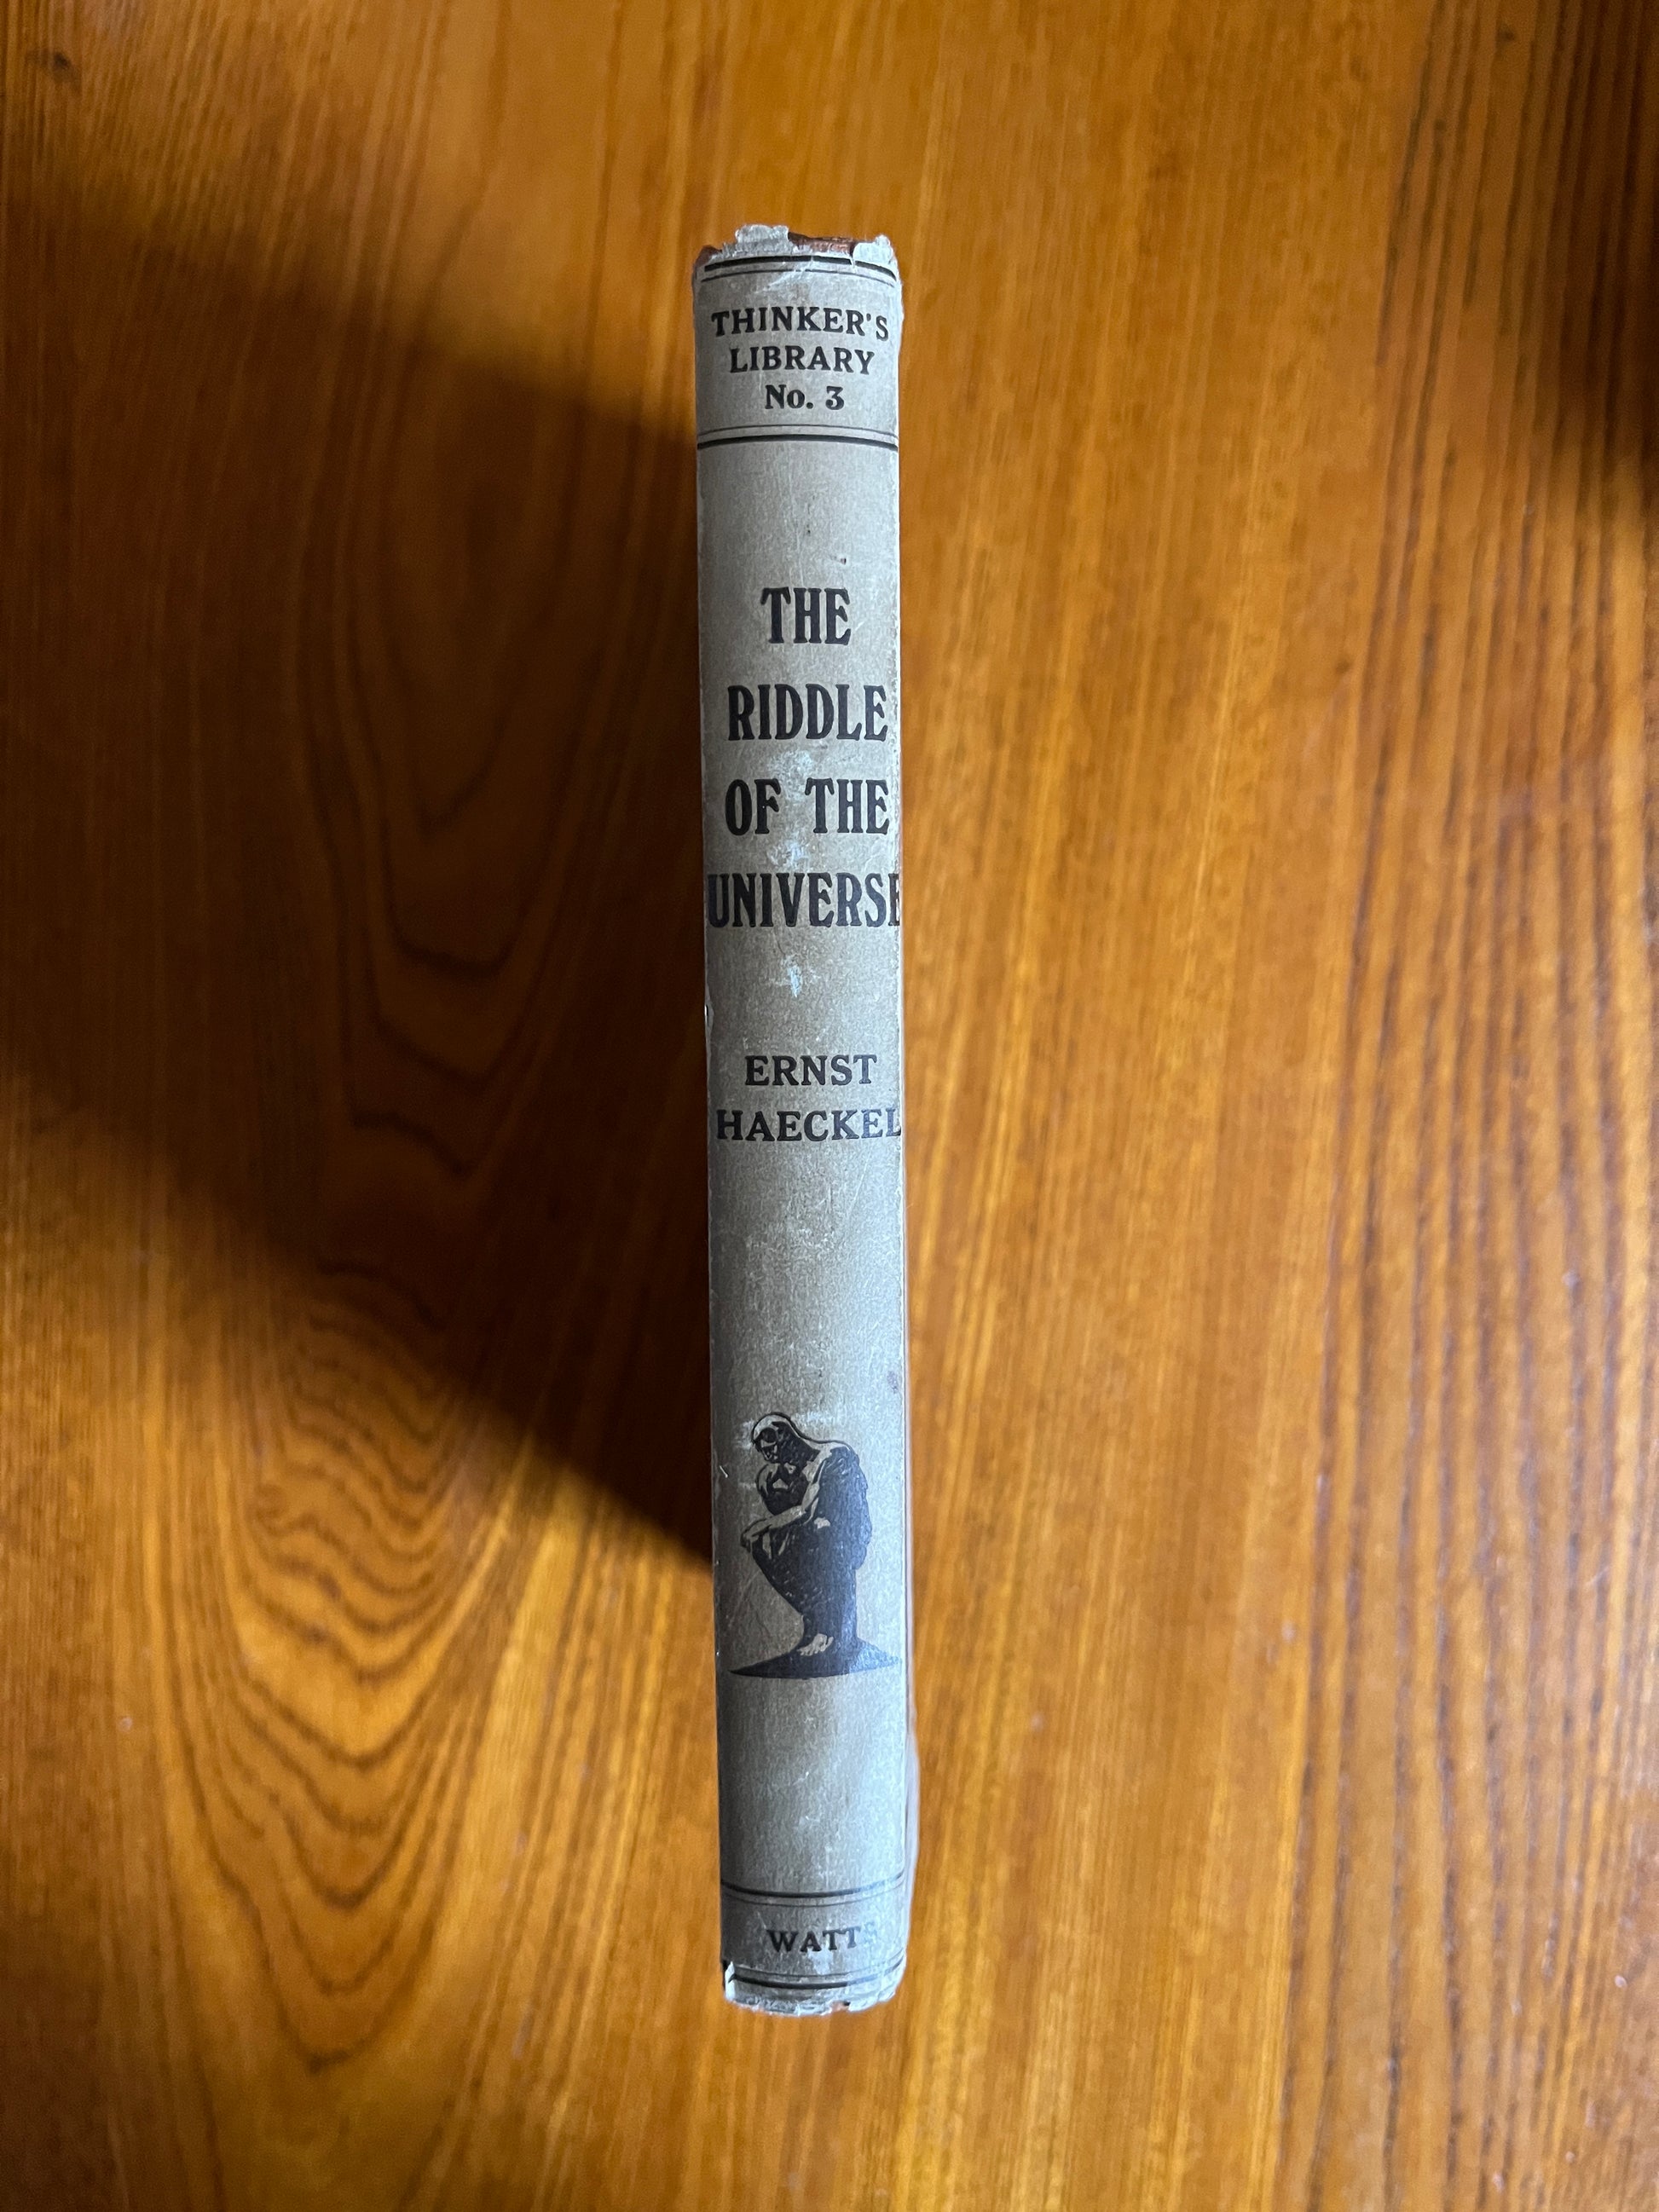 THINKER'S
LIBRARY
No. 3
THE
RIDDLE
OF THE
UNIVERSE
ERNST
HAECKEL
WATTS